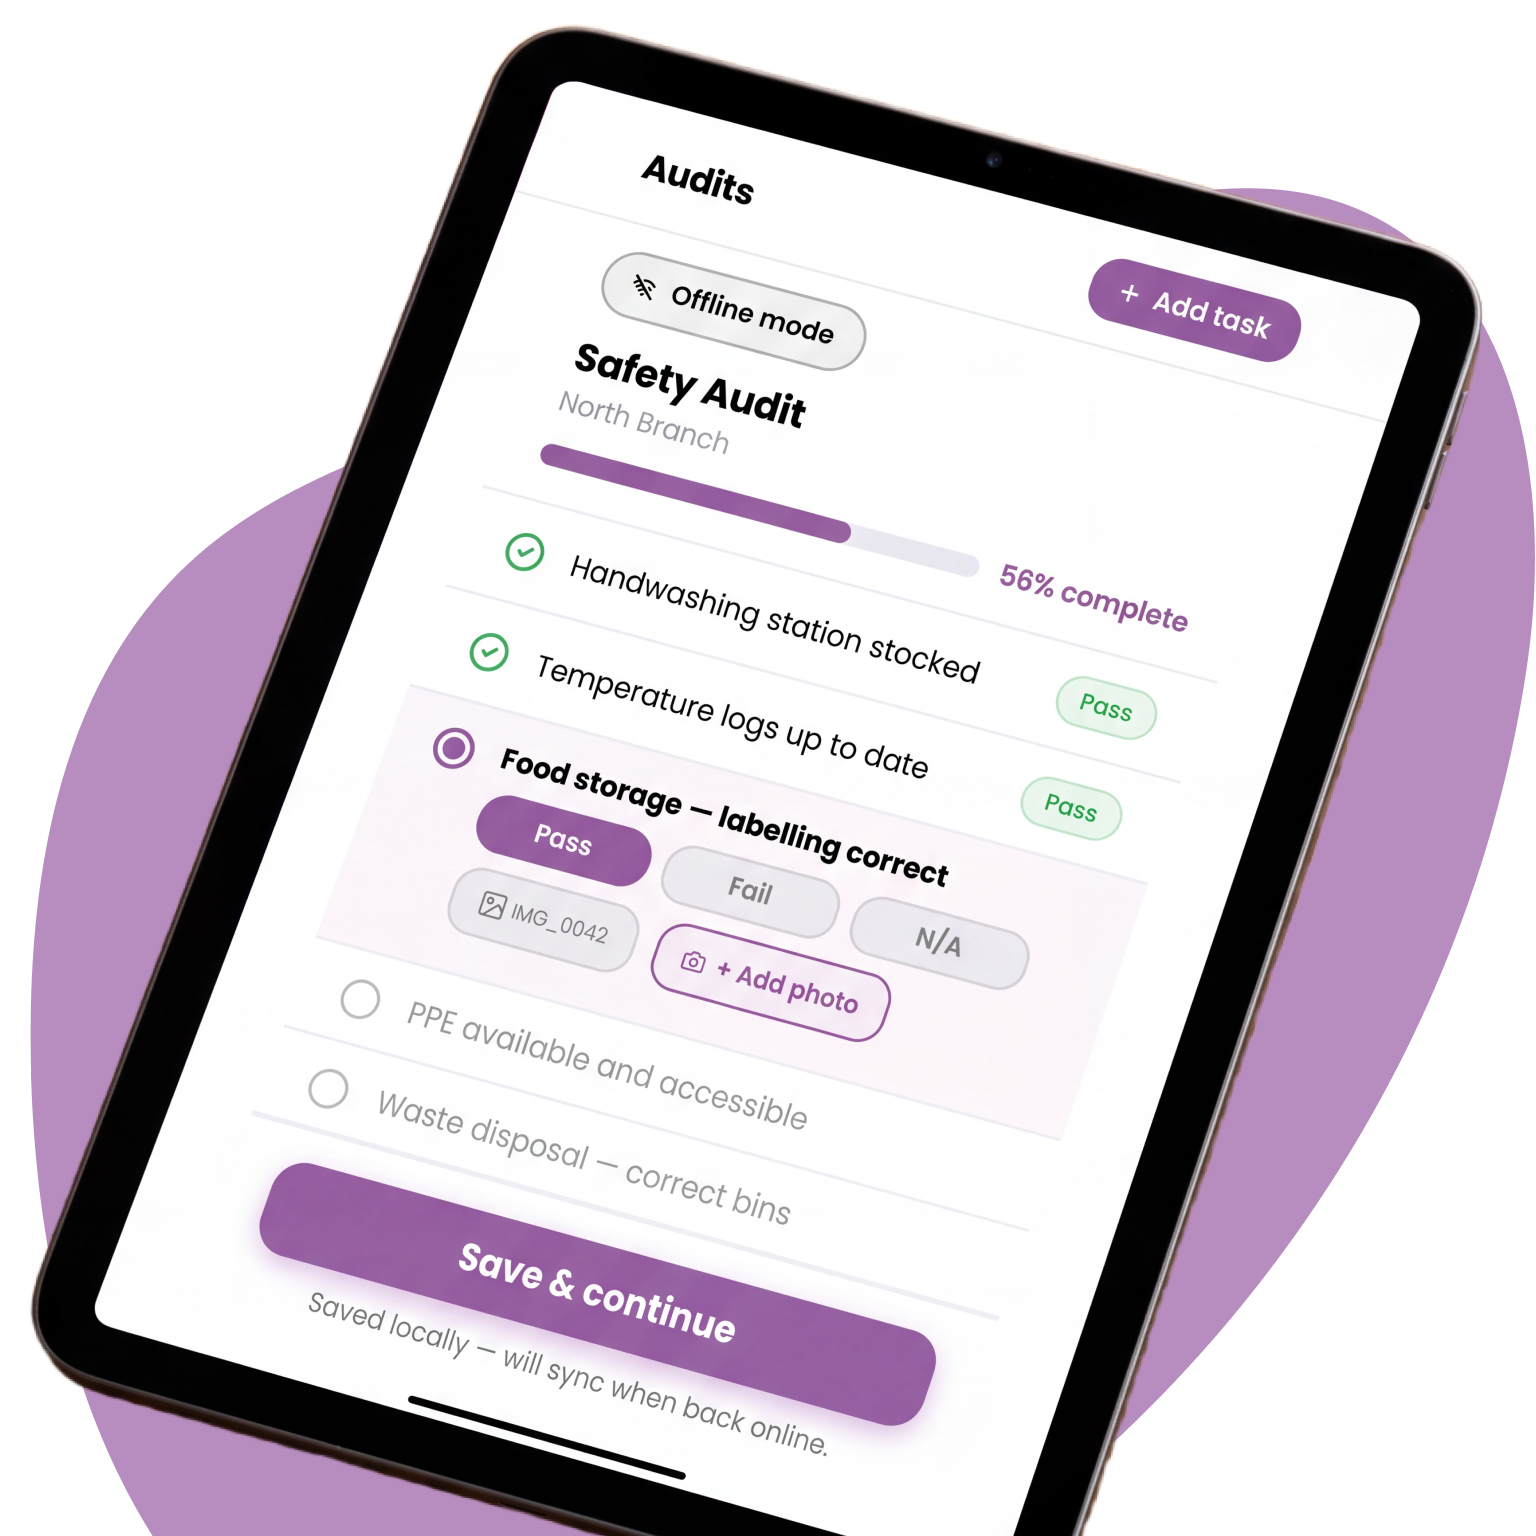 Audits
+ Add task
Offline mode
Safety Audit
North Branch
56% complete
Handwashing station stocked
Pass
Temperature logs up to date
Pass
Food storage — labelling correct
Pass
Fail
N/A
IMG_0042
+ Add photo
PPE available and accessible
Waste disposal — correct bins
Save & continue
Saved locally — will sync when back online.